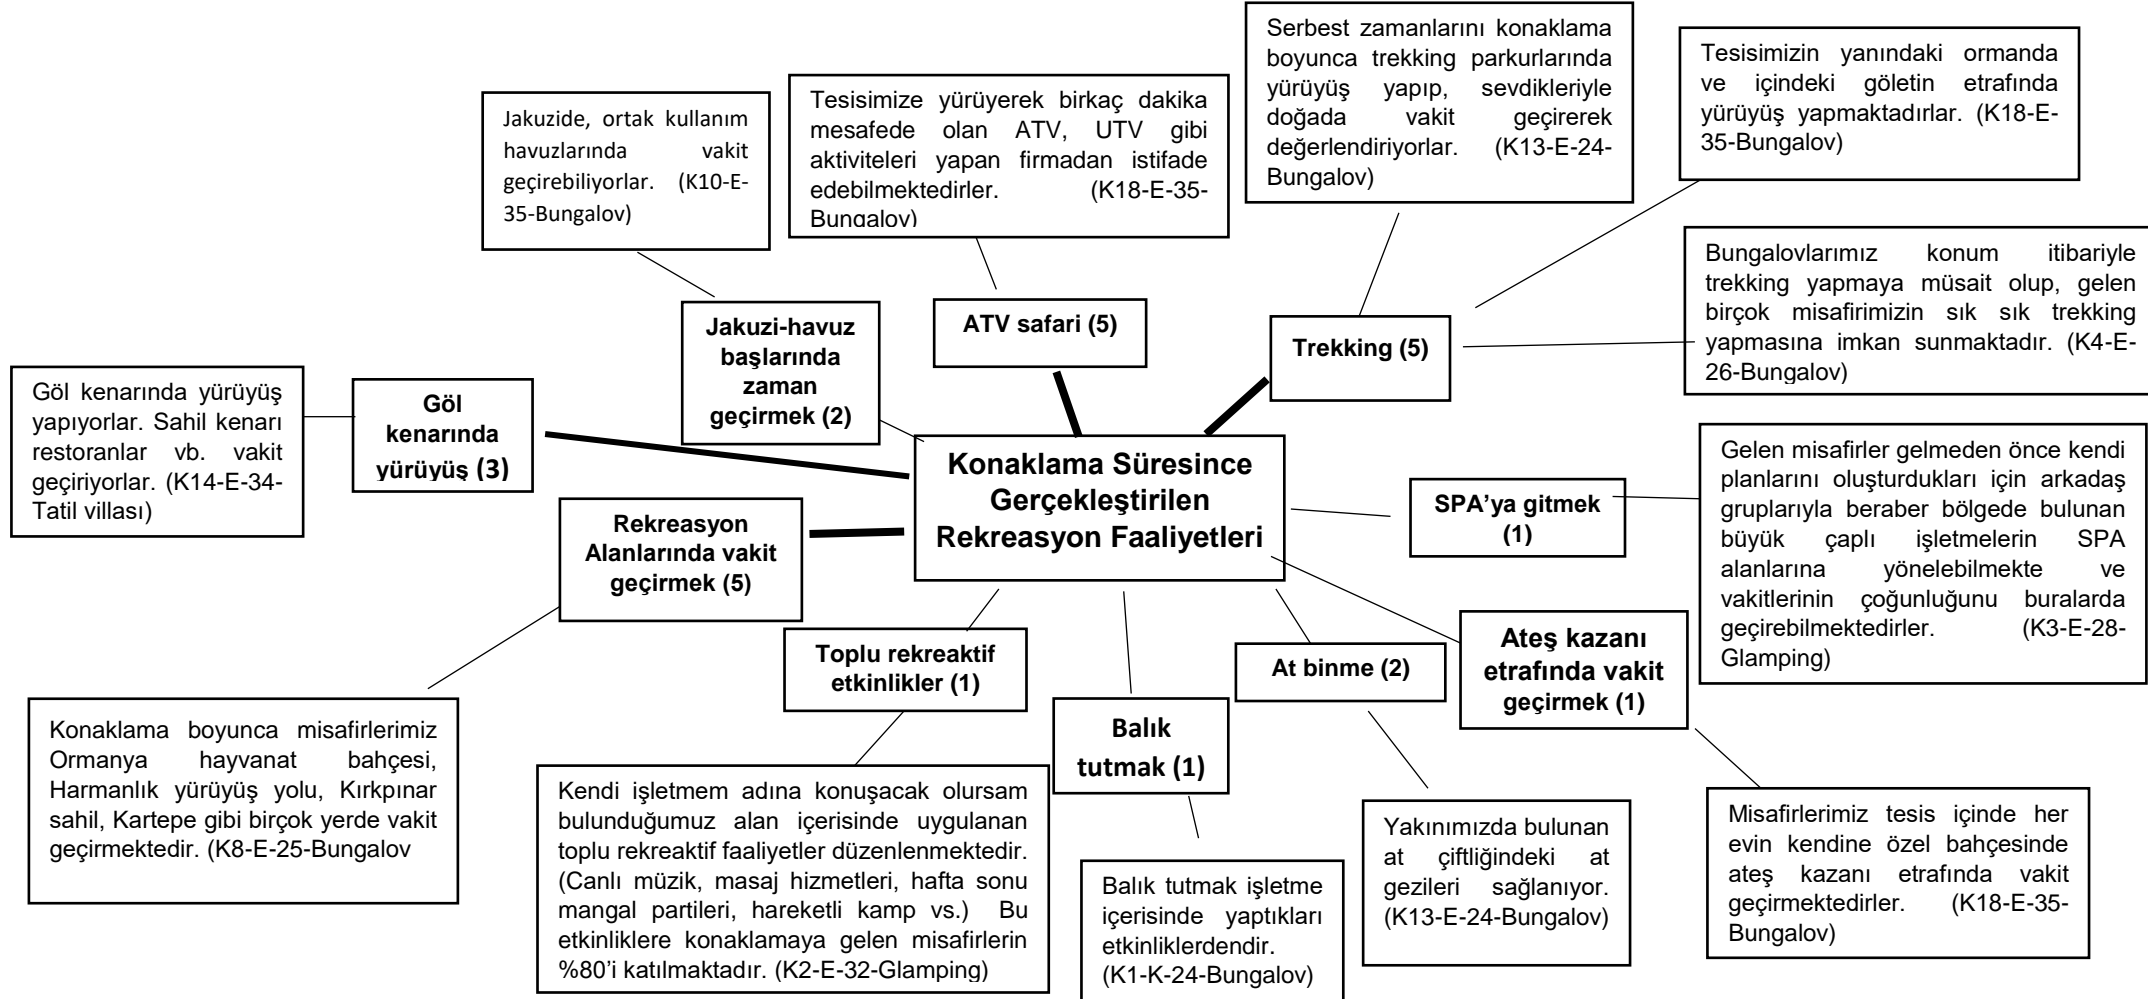 Serbest zamanlarını konaklama
boyunca trekking parkurlarında
yürüyüş yapıp, sevdikleriyle
doğada vakit geçirerek
değerlendiriyorlar. (K13-E-24-
Bungalov)
Tesisimizin yanındaki ormanda
ve içindeki göletin etrafında
yürüyüş yapmaktadırlar. (K18-E-
35-Bungalov)
Tesisimize yürüyerek birkaç dakika
mesafede olan ATV, UTV gibi
aktiviteleri yapan firmadan istifade
edebilmektedirler. (K18-E-35-
Bungalov)
Jakuzide, ortak kullanım
havuzlarında vakit
geçirebiliyorlar. (K10-E-
35-Bungalov)
Bungalovlarımız konum itibariyle
trekking yapmaya müsait olup, gelen
birçok misafirimizin sık sık trekking
yapmasına imkan sunmaktadır. (K4-E-
26-Bungalov)
Jakuzi-havuz
başlarında
zaman
geçirmek (2)
ATV safari (5)
Trekking (5)
Göl kenarında yürüyüş
yapıyorlar. Sahil kenarı
restoranlar vb. vakit
geçiriyorlar. (K14-E-34-
Tatil villası)
Göl
kenarında
yürüyüş (3)
Konaklama Süresince
Gerçekleştirilen
Rekreasyon Faaliyetleri
SPA’ya gitmek
(1)
Gelen misafirler gelmeden önce kendi
planlarını oluşturdukları için arkadaş
gruplarıyla beraber bölgede bulunan
büyük çaplı işletmelerin SPA
alanlarına yönelebilmekte ve
vakitlerinin çoğunluğunu buralarda
geçirebilmektedirler. (K3-E-28-
Glamping)
Rekreasyon
Alanlarında vakit
geçirmek (5)
Toplu rekreaktif
etkinlikler (1)
Balık
tutmak (1)
At binme (2)
Ateş kazanı
etrafında vakit
geçirmek (1)
Konaklama boyunca misafirlerimiz
Ormanya hayvanat bahçesi,
Harmanlık yürüyüş yolu, Kırkpınar
sahil, Kartepe gibi birçok yerde vakit
geçirmektedir. (K8-E-25-Bungalov
Kendi işletmem adına konuşacak olursam
bulunduğumuz alan içerisinde uygulanan
toplu rekreaktif faaliyetler düzenlenmektedir.
(Canlı müzik, masaj hizmetleri, hafta sonu
mangal partileri, hareketli kamp vs.) Bu
etkinliklere konaklamaya gelen misafirlerin
%80’i katılmaktadır. (K2-E-32-Glamping)
Balık tutmak işletme
içerisinde yaptıkları
etkinliklerdendir.
(K1-K-24-Bungalov)
Yakınımızda bulunan
at çiftliğindeki at
gezileri sağlanıyor.
(K13-E-24-Bungalov)
Misafirlerimiz tesis içinde her
evin kendine özel bahçesinde
ateş kazanı etrafında vakit
geçirmektedirler. (K18-E-35-
Bungalov)